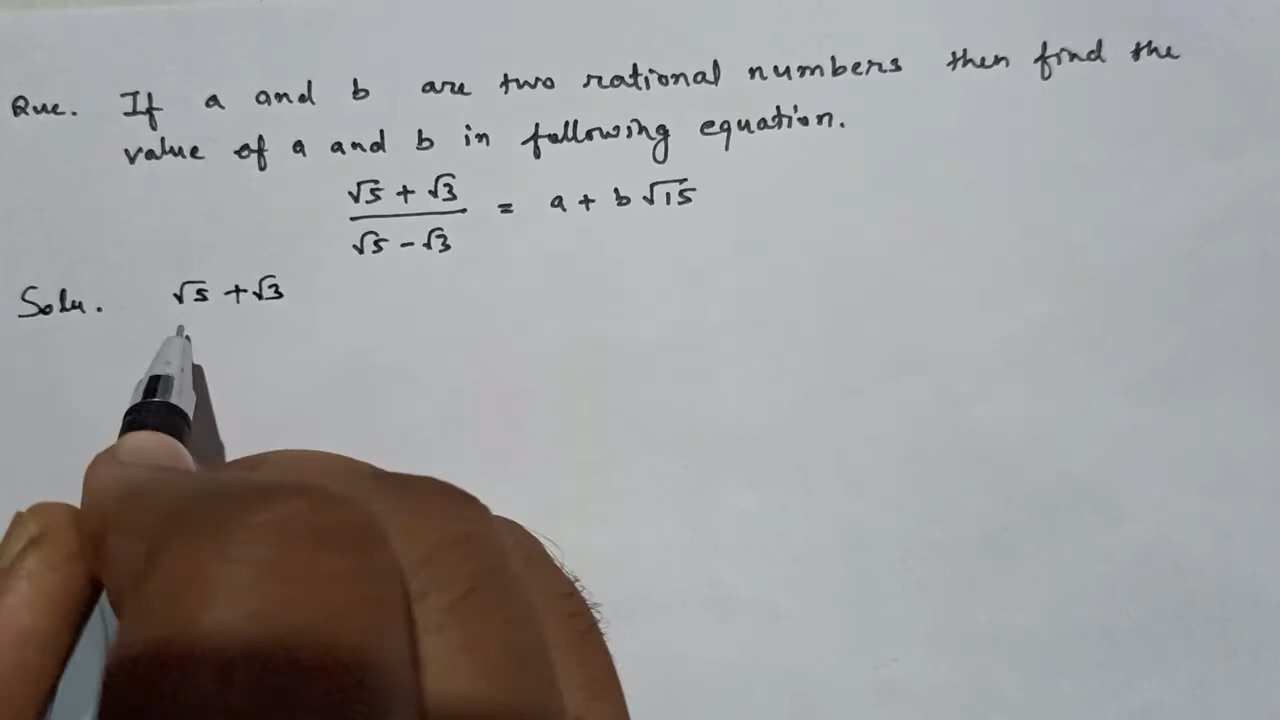 Que. If a and b are two rational numbers then find the
value of a and b in following equation.
√5 + √3 / √5 - √3 = a + b √15
Soln. √5 + √3